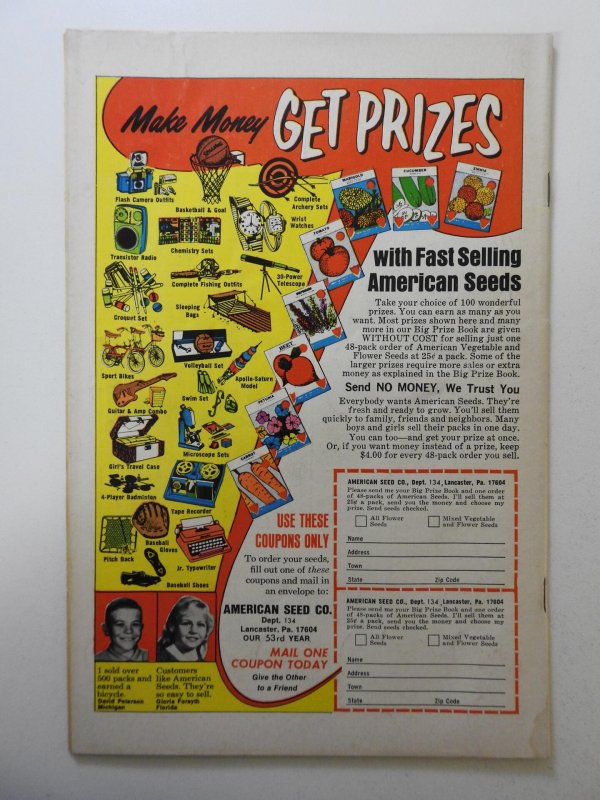 Make Money GET PRIZES
Flash Camera Outfits
Basketball & Goal
Complete
Archery Sets
Wrist
Watches
Transistor Radio
Chemistry Sets
Complete Fishing Outfits
30-Power
Telescope
Croquet Set
Sleeping
Bags
Sport Bikes
Volleyball Set
Apollo-Saturn
Model
Swim Set
Guitar & Amp Combo
Girl's Travel Case
Microscope Sets
4-Player Badminton
Tape Recorder
Pitch Back
Baseball
Gloves
Jr. Typewriter
Baseball Shoes
MARIGOLD
CUCUMBER
ZINNIA
TOMATO
BEET
PETUNIA
CARROT
with Fast Selling
American Seeds
Take your choice of 100 wonderful
prizes. You can earn as many as you
want. Most prizes shown here and many
more in our Big Prize Book are given
WITHOUT COST for selling just one
48-pack order of American Vegetable and
Flower Seeds at 25¢ a pack. Some of the
larger prizes require more sales or extra
money as explained in the Big Prize Book.
Send NO MONEY, We Trust You
Everybody wants American Seeds. They're
fresh and ready to grow. You'll sell them
quickly to family, friends and neighbors. Many
boys and girls sell their packs in one day.
You can too—and get your prize at once.
Or, if you want money instead of a prize, keep
$4.00 for every 48-pack order you sell.
USE THESE
COUPONS ONLY
To order your seeds,
fill out one of these
coupons and mail in
an envelope to:
AMERICAN SEED CO.
Dept. 134
Lancaster, Pa. 17604
OUR 53rd YEAR
MAIL ONE
COUPON TODAY
Give the Other
to a Friend
I sold over
500 packs and
earned a
bicycle.
David Peterson
Michigan
Customers
like American
Seeds. They're
so easy to sell.
Gloria Forsyth
Florida
AMERICAN SEED CO., Dept. 134, Lancaster, Pa. 17604
Please send me your Big Prize Book and one order
of 48-packs of American Seeds. I'll sell them at
25¢ a pack, send you the money and choose my
prize. Send seeds checked.
All Flower
Seeds
Mixed Vegetable
and Flower Seeds
Name
Address
Town
State Zip Code
AMERICAN SEED CO., Dept. 134, Lancaster, Pa. 17604
Please send me your Big Prize Book and one order
of 48-packs of American Seeds. I'll sell them at
25¢ a pack, send you the money and choose my
prize. Send seeds checked.
All Flower
Seeds
Mixed Vegetable
and Flower Seeds
Name
Address
Town
State Zip Code